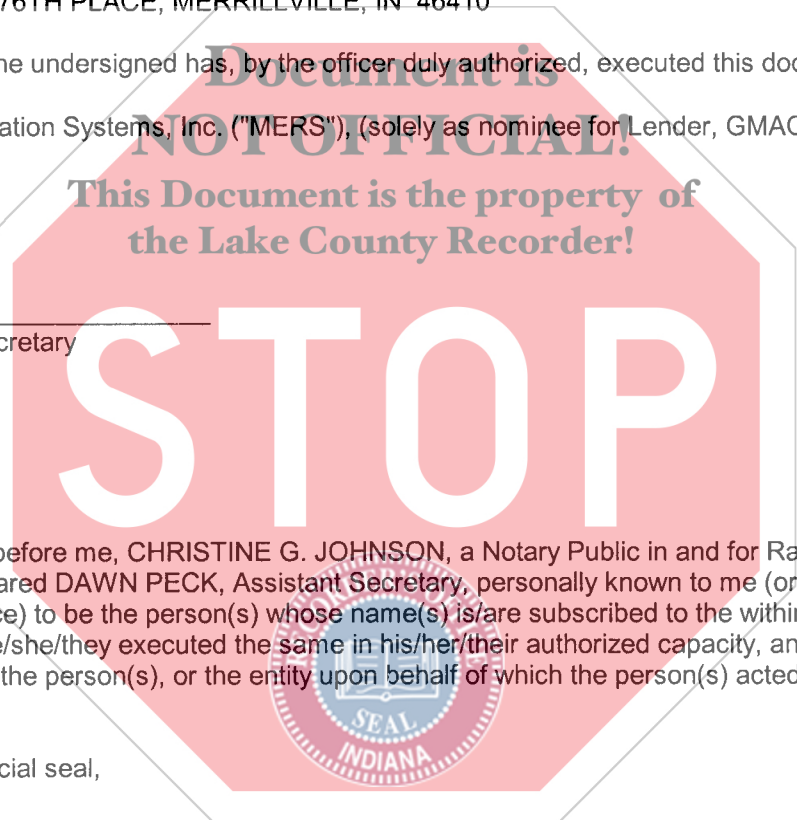 76TH PLACE, MERRILLVILLE, IN 46410
Document is
he undersigned has, by the officer duly authorized, executed this doc
NOT OFFICIAL!
ation Systems, Inc. ("MERS"), (solely as nominee for Lender, GMAC
This Document is the property of
the Lake County Recorder!
cretary
STOP
before me, CHRISTINE G. JOHNSON, a Notary Public in and for Ra
ared DAWN PECK, Assistant Secretary, personally known to me (or
ce) to be the person(s) whose name(s) is/are subscribed to the within
e/she/they executed the same in his/her/their authorized capacity, an
the person(s), or the entity upon behalf of which the person(s) acted
RECORDER'S OFFICE
SEAL
INDIANA
cial seal,